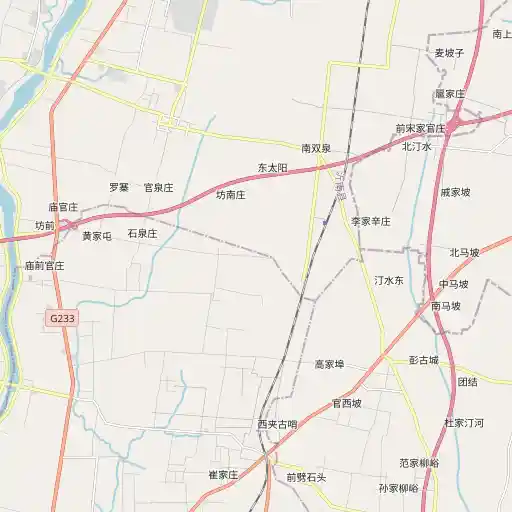 南上
麦坡子
扈家庄
前宋家官庄
南双泉
北汀水
东太阳
罗寨
官泉庄
坊南庄
戚家坡
沂南县
庙官庄
坊前
李家辛庄
黄家屯
石泉庄
北马坡
庙前官庄
汀水东
中马坡
南马坡
G233
彭古城
高家埠
团结
官西坡
西夹古哨
杜家汀河
范家柳峪
崔家庄
前劈石头
孙家柳峪